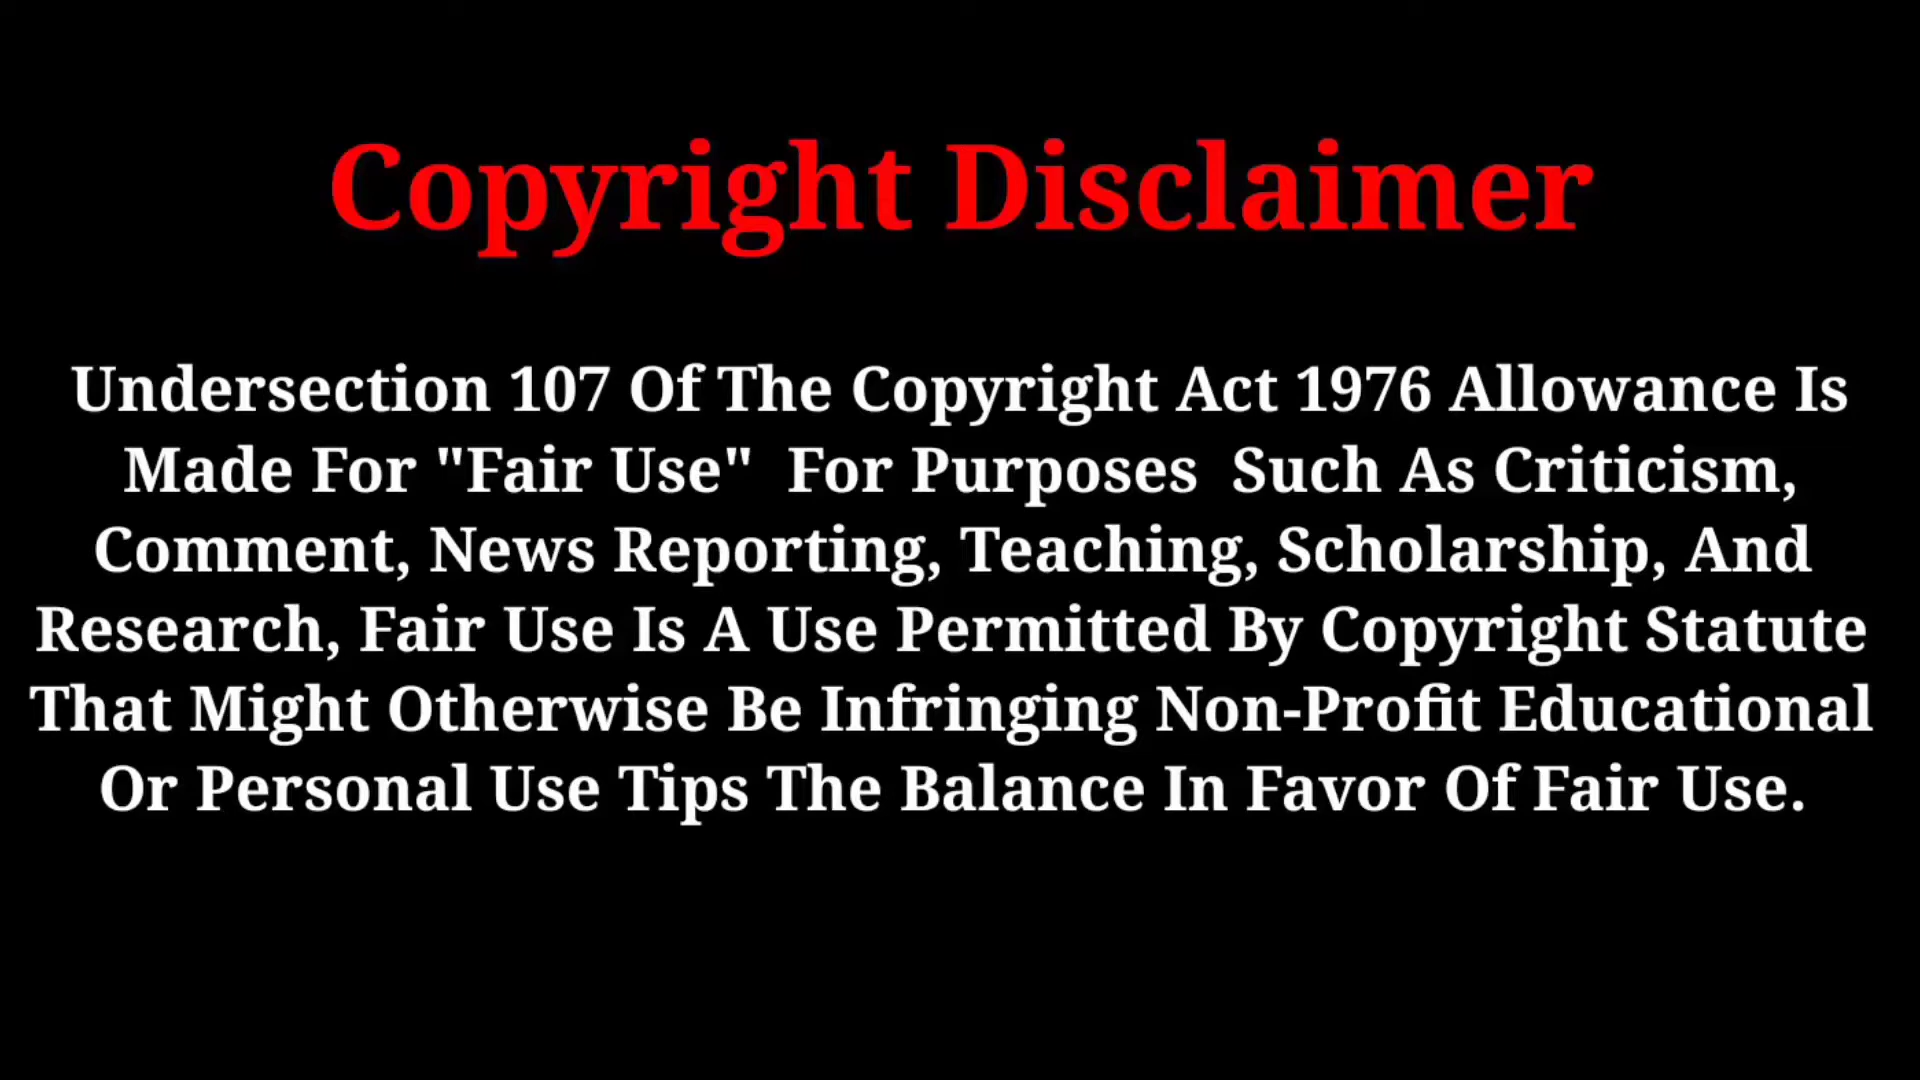 Copyright Disclaimer
Undersection 107 Of The Copyright Act 1976 Allowance Is
Made For "Fair Use"  For Purposes  Such As Criticism,
Comment, News Reporting, Teaching, Scholarship, And
Research, Fair Use Is A Use Permitted By Copyright Statute
That Might Otherwise Be Infringing Non-Profit Educational
Or Personal Use Tips The Balance In Favor Of Fair Use.